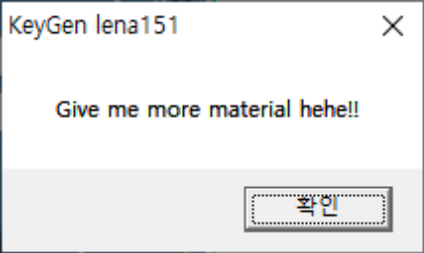 KeyGen lena151
Give me more material hehe!!
확인